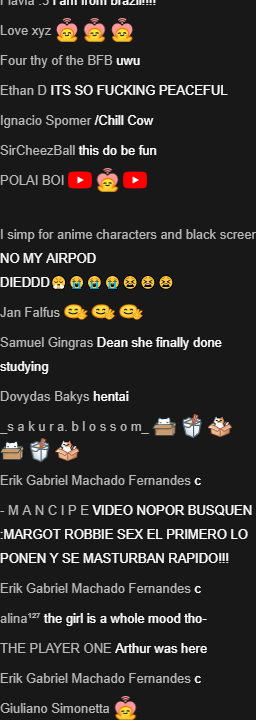 Flavia :3 I am from brazil!!!!
Love xyz
Four thy of the BFB uwu
Ethan D ITS SO FUCKING PEACEFUL
Ignacio Spomer /Chill Cow
SirCheezBall this do be fun
POLAI BOI
I simp for anime characters and black screen
NO MY AIRPOD
DIEDDD
Jan Falfus
Samuel Gingras Dean she finally done
studying
Dovydas Bakys hentai
_s a k u r a. b l o s s o m_
Erik Gabriel Machado Fernandes c
- M A N C I P E VIDEO NOPOR BUSQUEN
:MARGOT ROBBIE SEX EL PRIMERO LO
PONEN Y SE MASTURBAN RAPIDO!!!
Erik Gabriel Machado Fernandes c
alina¹²⁷ the girl is a whole mood tho-
THE PLAYER ONE Arthur was here
Erik Gabriel Machado Fernandes c
Giuliano Simonetta